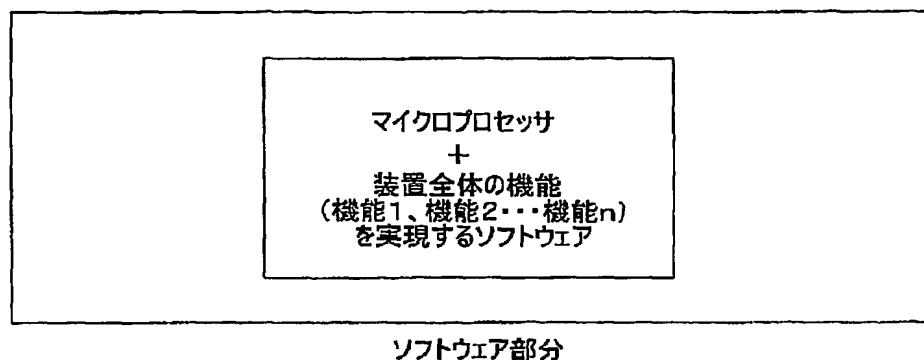 マイクロプロセッサ
+
装置全体の機能
(機能1、機能2・・・機能n)
を実現するソフトウェア
ソフトウェア部分